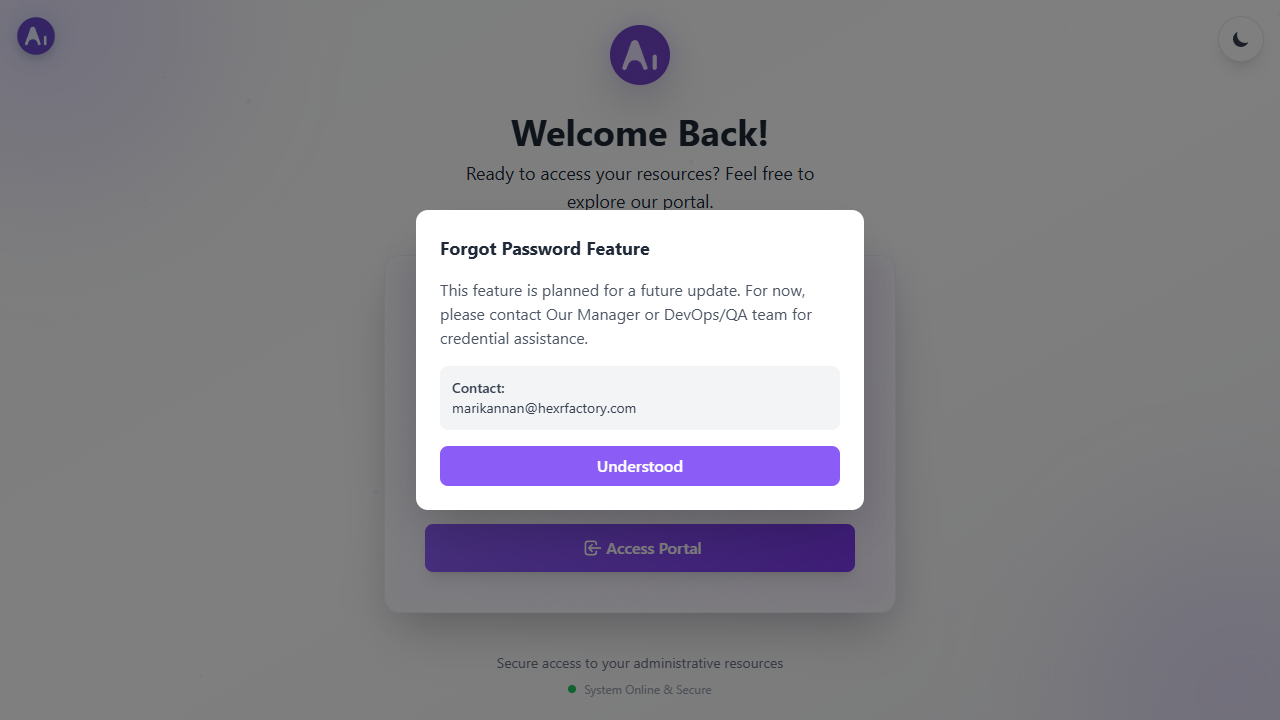 Welcome Back!
Ready to access your resources? Feel free to
explore our portal.
Forgot Password Feature
This feature is planned for a future update. For now,
please contact Our Manager or DevOps/QA team for
credential assistance.
Contact:
marikannan@hexrfactory.com
Understood
Access Portal
Secure access to your administrative resources
System Online & Secure